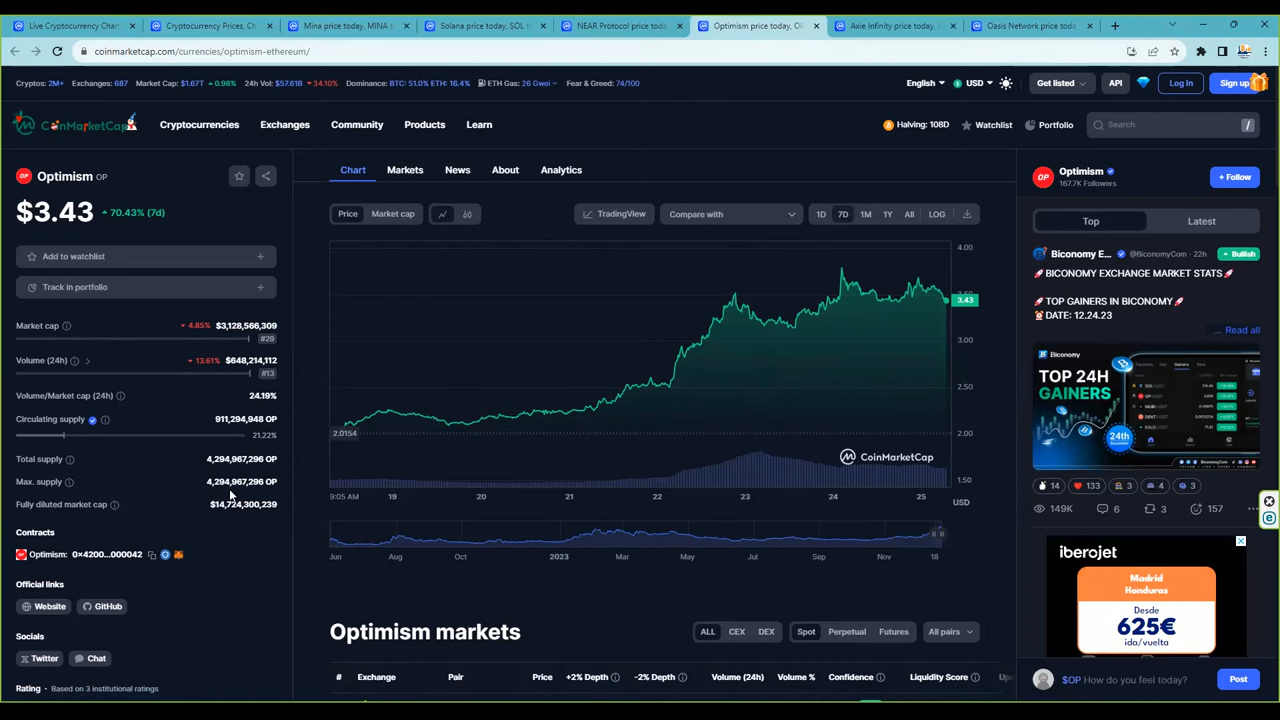 Live Cryptocurrency Char
Cryptocurrency Prices, Ch
Mina price today, MINA t
Solana price today, SOL to
NEAR Protocol price toda
Optimism price today, OP
Axie Infinity price today, A
Oasis Network price toda
coinmarketcap.com/currencies/optimism-ethereum/
Cryptos: 2M+ Exchanges: 687 Market Cap: $1.67T 0.98% 24h Vol: $57.61B 34.10% Dominance: BTC: 51.0% ETH: 16.4% ETH Gas: 26 Gwei Fear & Greed: 74/100
English USD Get listed API Log In Sign up
CoinMarketCap Cryptocurrencies Exchanges Community Products Learn
Halving: 108D Watchlist Portfolio Search /
Optimism OP
$3.43 70.43% (7d)
Add to watchlist +
Track in portfolio +
Market cap 4.85% $3,128,566,309
#29
Volume (24h) 13.61% $648,214,112
#13
Volume/Market cap (24h) 24.19%
Circulating supply 911,294,948 OP
21.22%
Total supply 4,294,967,296 OP
Max. supply 4,294,967,296 OP
Fully diluted market cap $14,724,300,239
Contracts
Optimism: 0x4200...000042
Official links
Website GitHub
Socials
Twitter Chat
Rating · Based on 3 institutional ratings
Chart Markets News About Analytics
Price Market cap TradingView Compare with 1D 7D 1M 1Y All LOG
4.00
3.50
3.43
3.00
2.50
2.0154 2.00
CoinMarketCap
1.50
9:05 AM 19 20 21 22 23 24 25 USD
Jun Aug Oct 2023 Mar May Jul Sep Nov 18
Optimism markets
ALL CEX DEX Spot Perpetual Futures All pairs
# Exchange Pair Price +2% Depth -2% Depth Volume (24h) Volume % Confidence Liquidity Score Up
OP Optimism
167.7K Followers
+ Follow
Top Latest
Biconomy E... @BiconomyCom · 22h Bullish
🚀BICONOMY EXCHANGE MARKET STATS🚀
🚀TOP GAINERS IN BICONOMY🚀
⏰DATE: 12.24.23
... Read all
Biconomy
TOP 24H
GAINERS
24th
December
14 133 3 4 3
149K 6 3 157 ...
iberojet
Madrid
Honduras
Desde
625€
ida/vuelta
$OP How do you feel today? Post